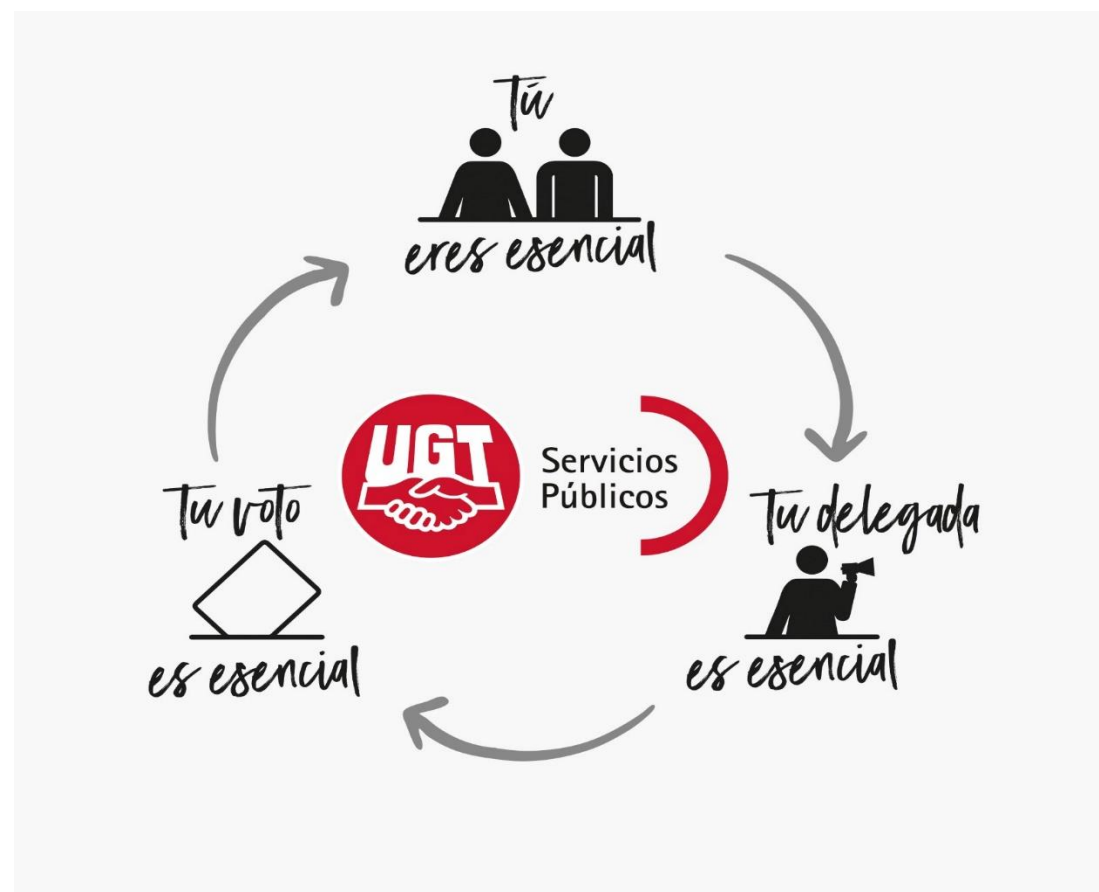 Tú
eres esencial
UGT
Servicios
Públicos
Tu delegada
es esencial
Tu voto
es esencial